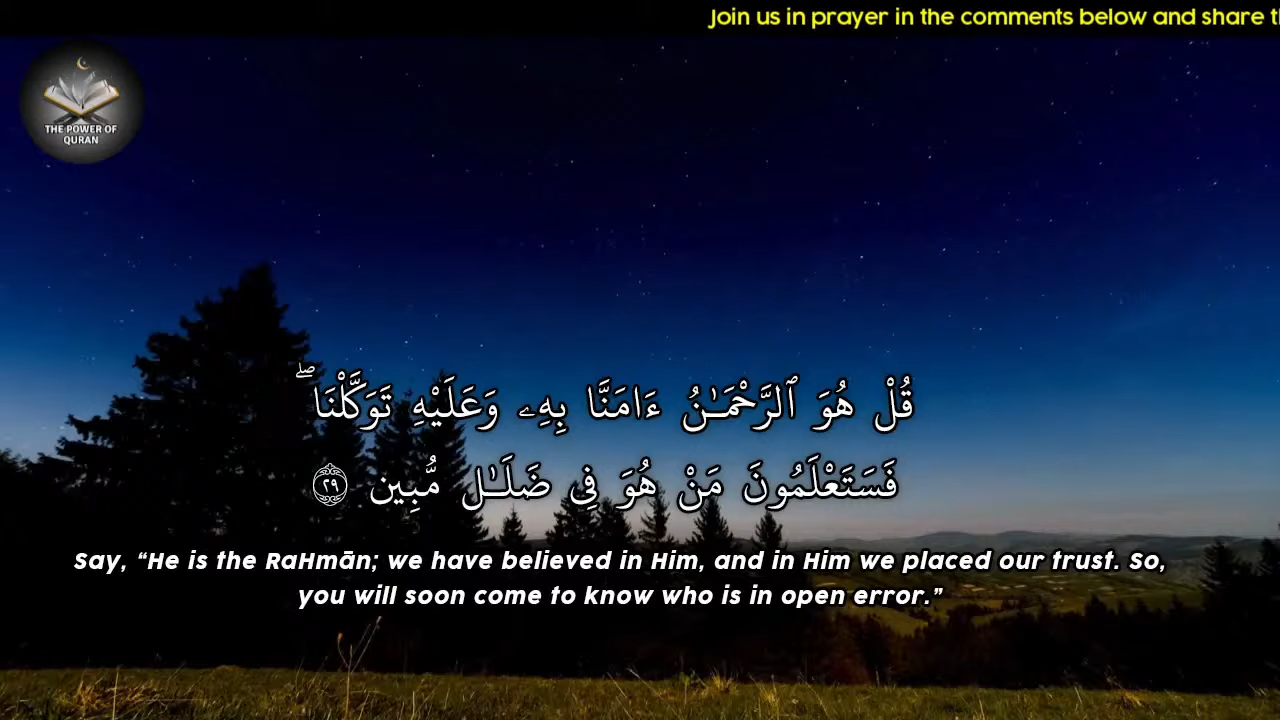 Join us in prayer in the comments below and share
THE POWER OF
QURAN
قُلْ هُوَ ٱلرَّحْمَـٰنُ ءَامَنَّا بِهِۦ وَعَلَيْهِ تَوَكَّلْنَا ۖ
فَسَتَعْلَمُونَ مَنْ هُوَ فِى ضَلَـٰل مُّبِين ٢٩
Say, “He is the RaHmān; we have believed in Him, and in Him we placed our trust. So,
you will soon come to know who is in open error.”